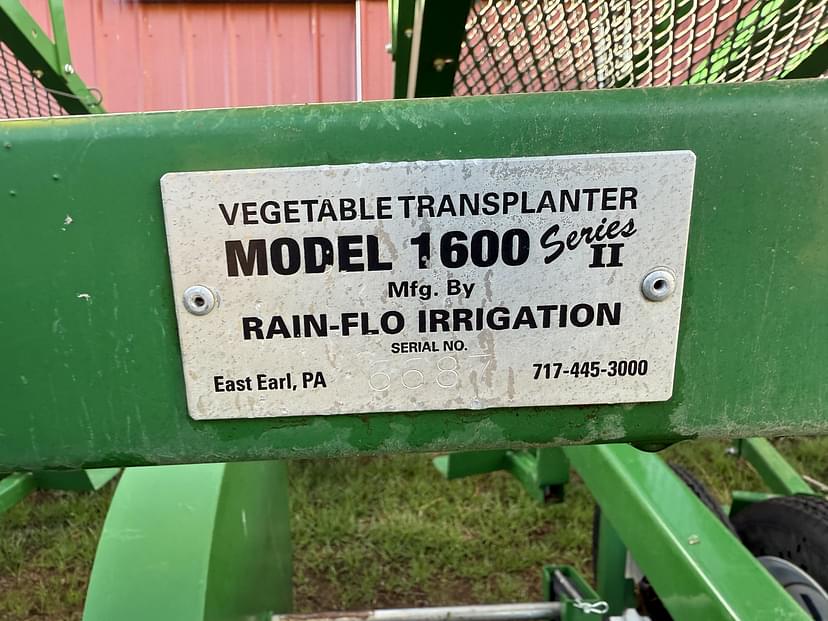 VEGETABLE TRANSPLANTER
MODEL 1600 Series II
Mfg. By
RAIN-FLO IRRIGATION
SERIAL NO.
East Earl, PA 717-445-3000